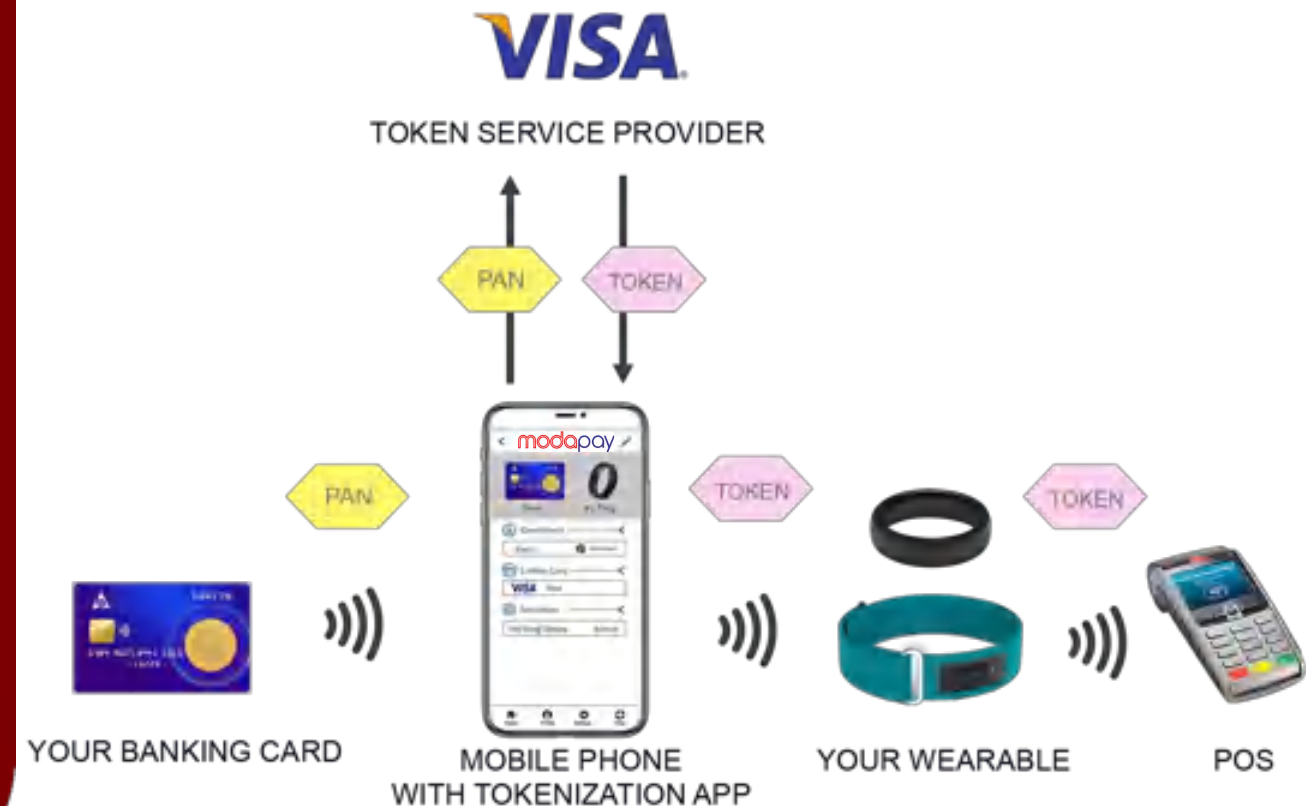 VISA
TOKEN SERVICE PROVIDER
PAN
TOKEN
modapay
PAN
TOKEN
TOKEN
VISA
YOUR BANKING CARD
MOBILE PHONE
WITH TOKENIZATION APP
YOUR WEARABLE
POS